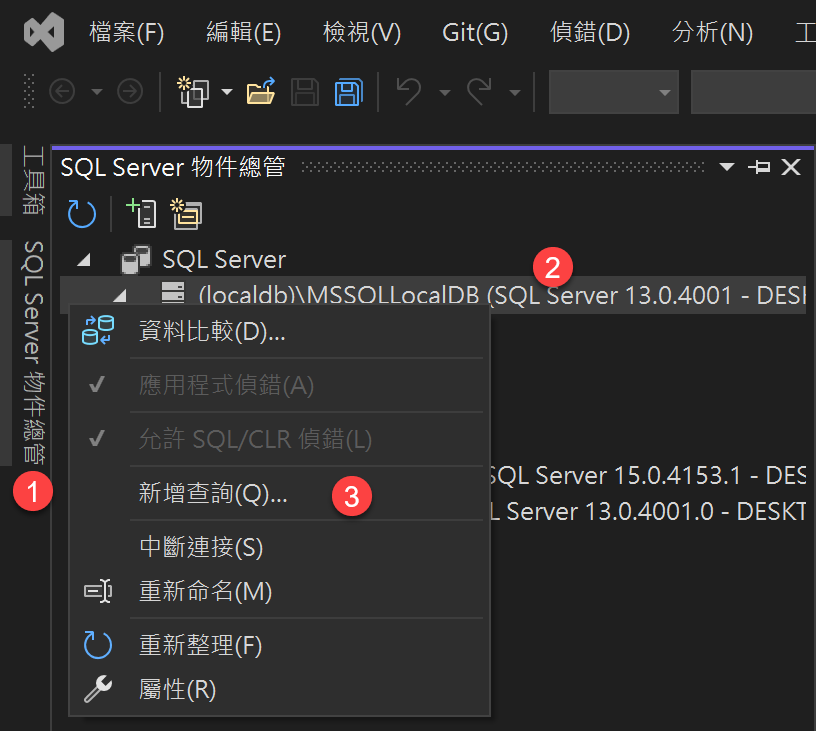 檔案(F) 編輯(E) 檢視(V) Git(G) 偵錯(D) 分析(N)
工具箱
SQL Server 物件總管
SQL Server 物件總管
SQL Server
2
(localdb)\MSSQLLocalDB (SQL Server 13.0.4001 - DESK
資料比較(D)...
應用程式偵錯(A)
允許 SQL/CLR 偵錯(L)
SQL Server 15.0.4153.1 - DES
1
新增查詢(Q)...
3
L Server 13.0.4001.0 - DESKT
中斷連接(S)
重新命名(M)
重新整理(F)
屬性(R)